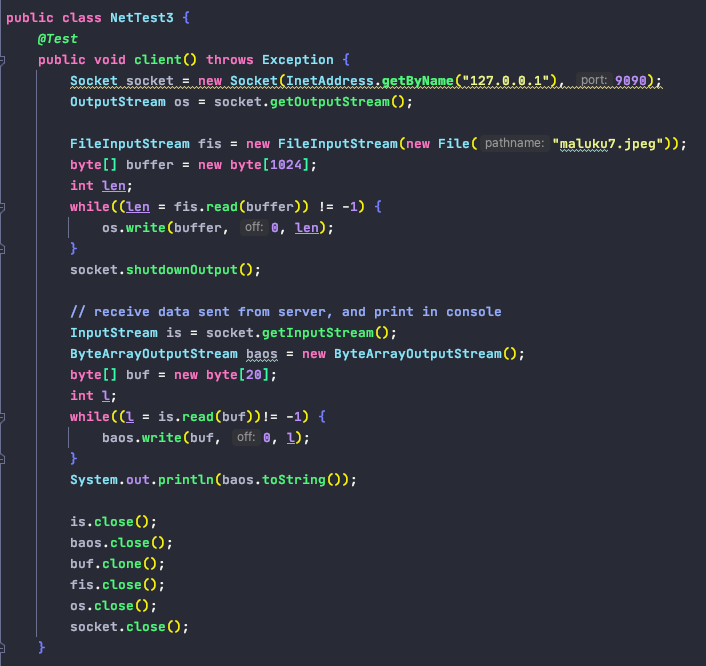 public class NetTest3 {
@Test
public void client() throws Exception {
Socket socket = new Socket(InetAddress.getByName("127.0.0.1"), port: 9090);
OutputStream os = socket.getOutputStream();
FileInputStream fis = new FileInputStream(new File( pathname: "maluku7.jpeg"));
byte[] buffer = new byte[1024];
int len;
while((len = fis.read(buffer)) != -1) {
os.write(buffer, off: 0, len);
}
socket.shutdownOutput();
// receive data sent from server, and print in console
InputStream is = socket.getInputStream();
ByteArrayOutputStream baos = new ByteArrayOutputStream();
byte[] buf = new byte[20];
int l;
while((l = is.read(buf))!= -1) {
baos.write(buf, off: 0, l);
}
System.out.println(baos.toString());
is.close();
baos.close();
buf.clone();
fis.close();
os.close();
socket.close();
}